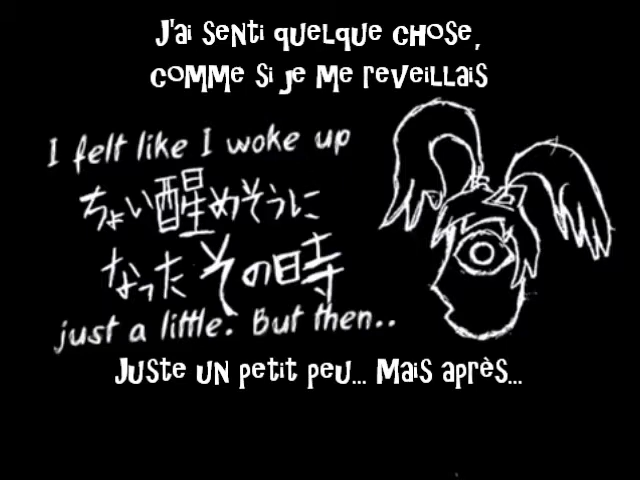 J'ai senti quelque chose,
comme si je me reveillais
I felt like I woke up
ちょい醒めそうに
なったその時
just a little. But then..
Juste un petit peu... Mais après...